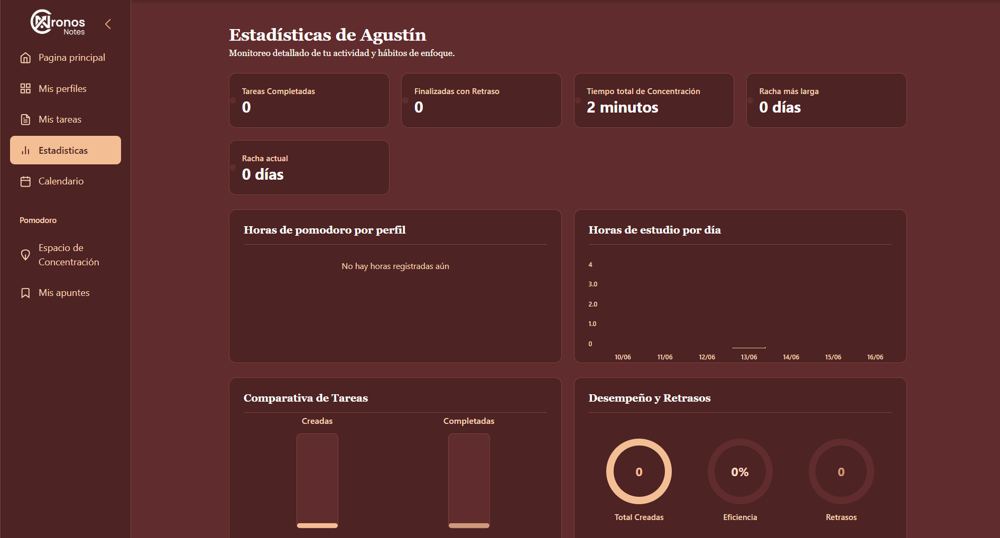 Kronos
Notes
Pagina principal
Mis perfiles
Mis tareas
Estadisticas
Calendario
Pomodoro
Espacio de
Concentración
Mis apuntes
Estadísticas de Agustín
Monitoreo detallado de tu actividad y hábitos de enfoque.
Tareas Completadas
0
Finalizadas con Retraso
0
Tiempo total de Concentración
2 minutos
Racha más larga
0 días
Racha actual
0 días
Horas de pomodoro por perfil
No hay horas registradas aún
Horas de estudio por día
4
3.0
2.0
1.0
0
10/06 11/06 12/06 13/06 14/06 15/06 16/06
Comparativa de Tareas
Creadas Completadas
Desempeño y Retrasos
0 0% 0
Total Creadas Eficiencia Retrasos